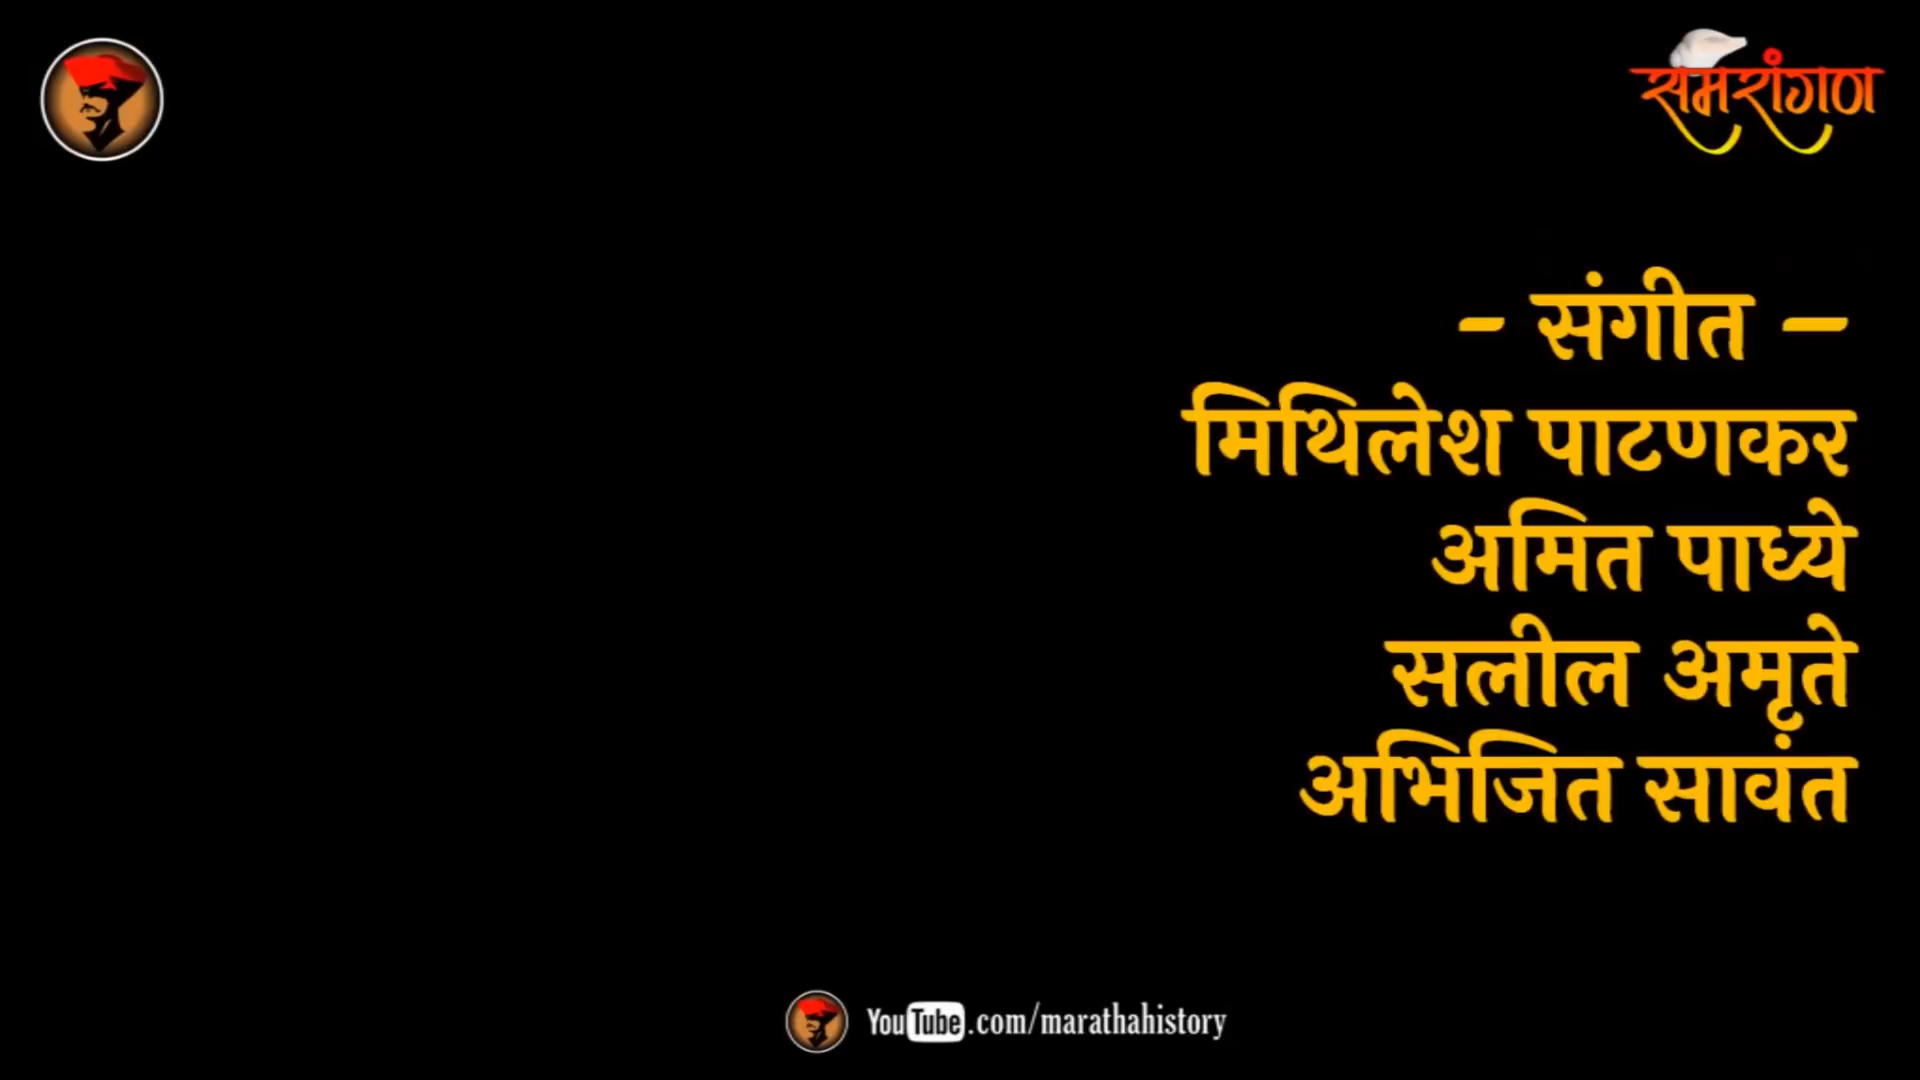 समरांगण
- संगीत –
मिथिलेश पाटणकर
अमित पाध्ये
सलील अमृते
अभिजित सावंत
YouTube.com/marathahistory